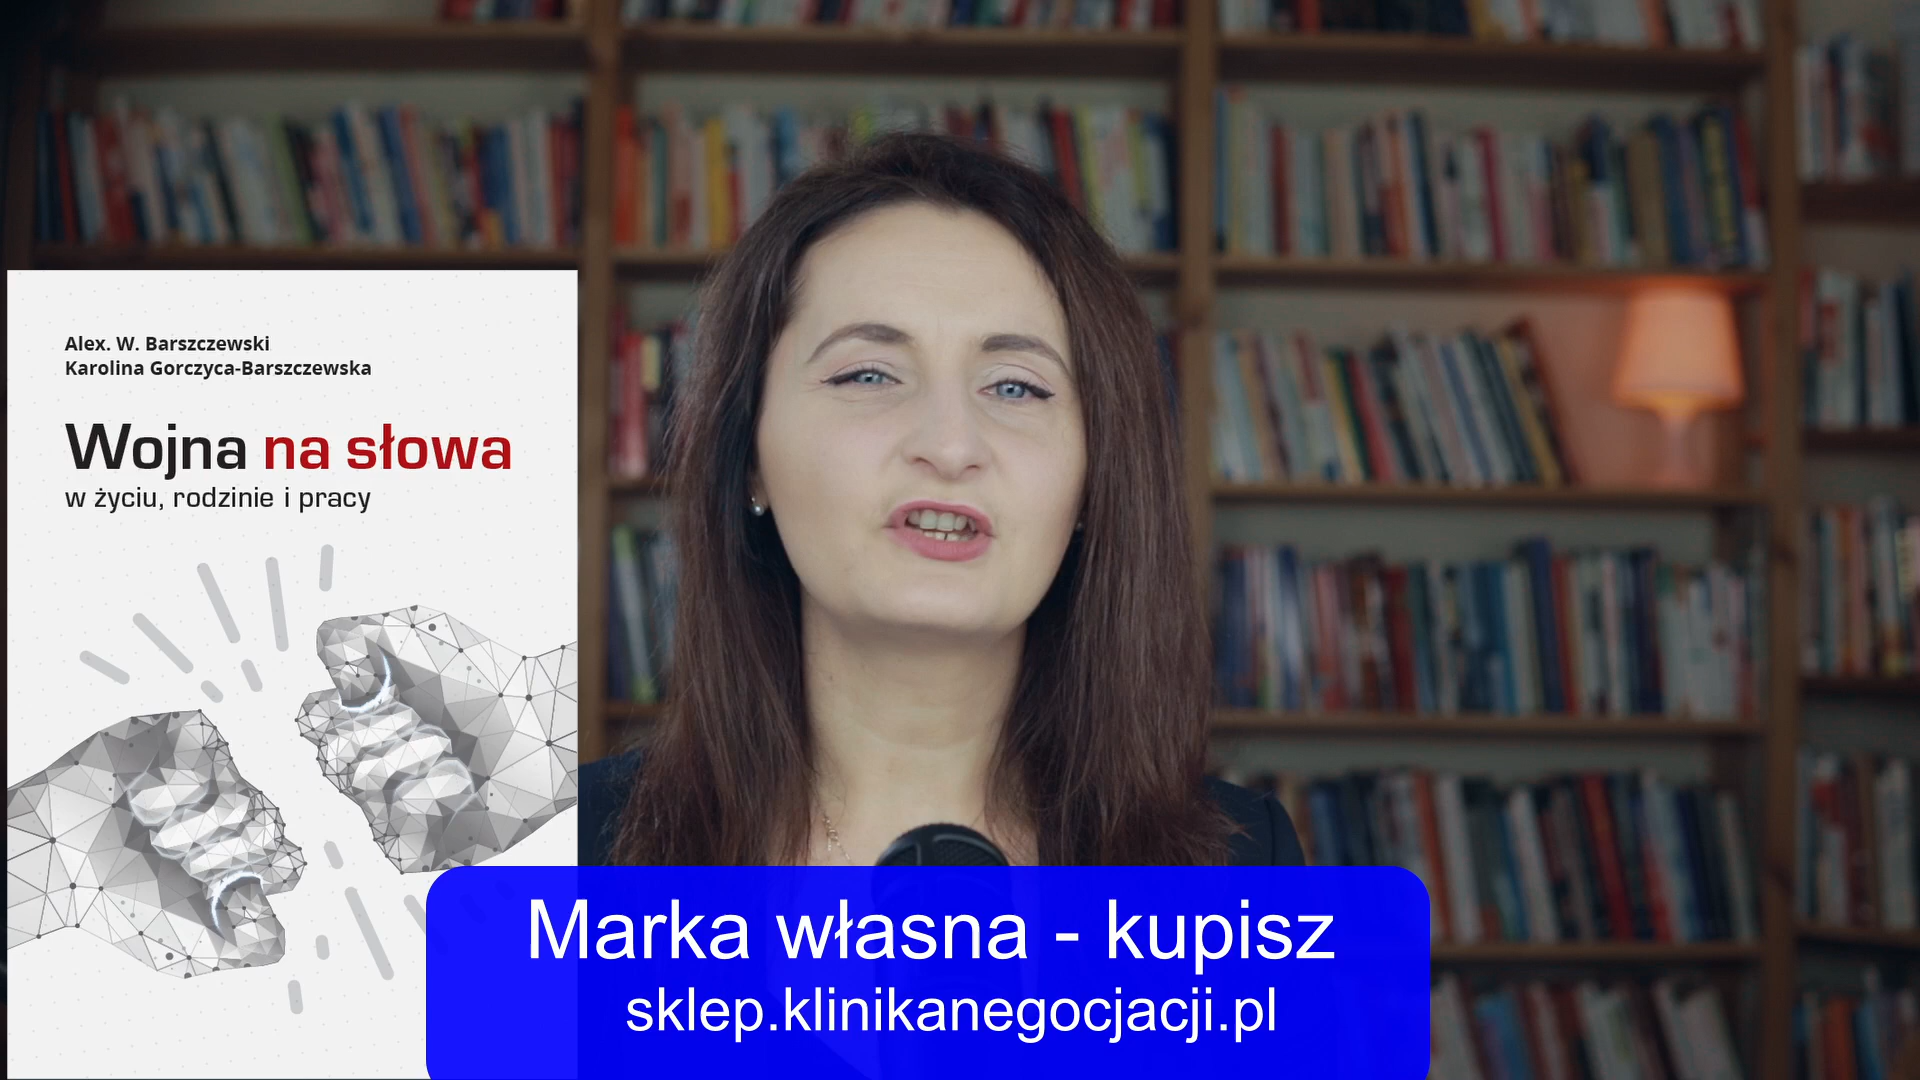 Alex. W. Barszczewski
Karolina Gorczyca-Barszczewska
Wojna na słowa
w życiu, rodzinie i pracy
Marka własna - kupisz
sklep.klinikanegocjacji.pl